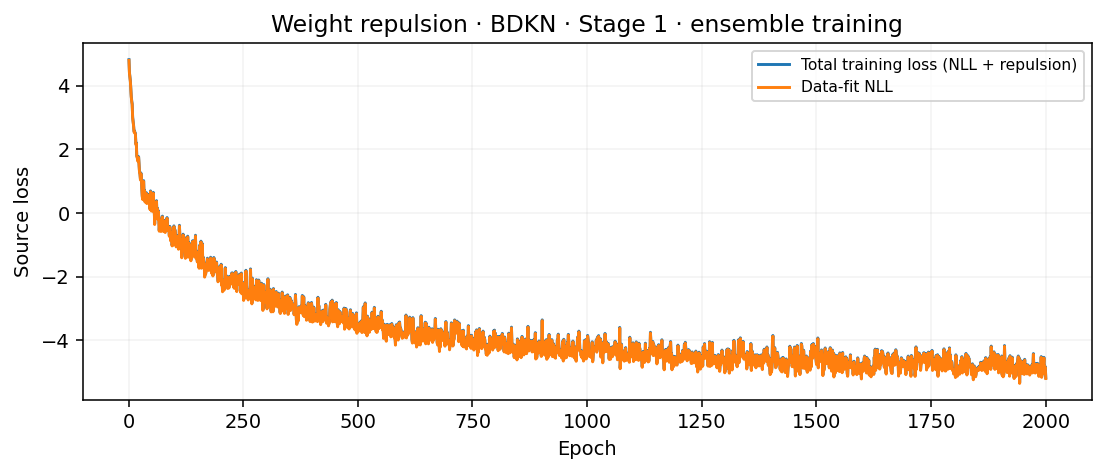 Weight repulsion · BDKN · Stage 1 · ensemble training
Total training loss (NLL + repulsion)
Data-fit NLL
Source loss
4
2
0
−2
−4
0 250 500 750 1000 1250 1500 1750 2000
Epoch